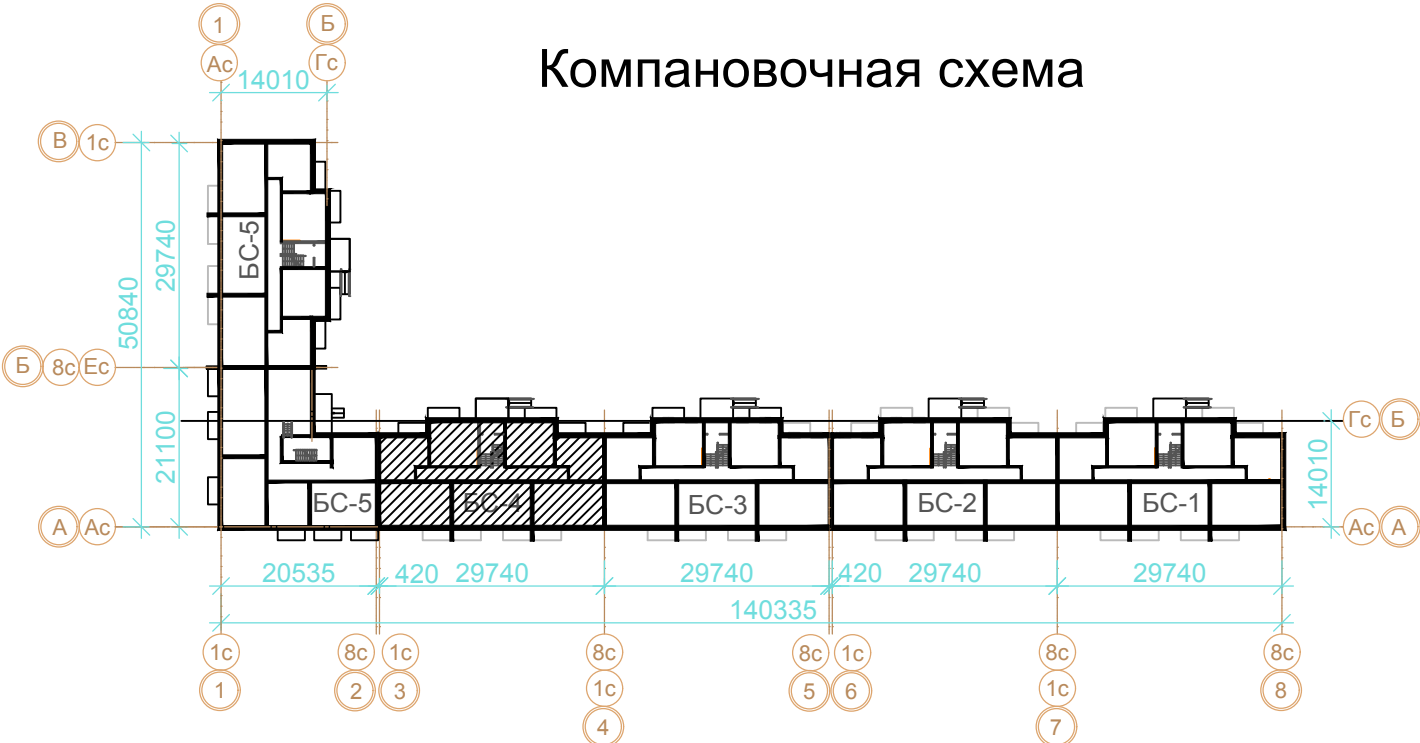 1
Б
Компановочная схема
Ас
Гс
14010
В
1с
29740
БС-5
50840
Б
8с
Ес
21100
Гс
Б
14010
БС-5
БС-4
БС-3
БС-2
БС-1
А
Ас
Ас
А
20535
420
29740
29740
420
29740
29740
140335
1с
8с
1с
8с
8с
1с
8с
8с
1
2
3
1с
5
6
1с
8
4
7